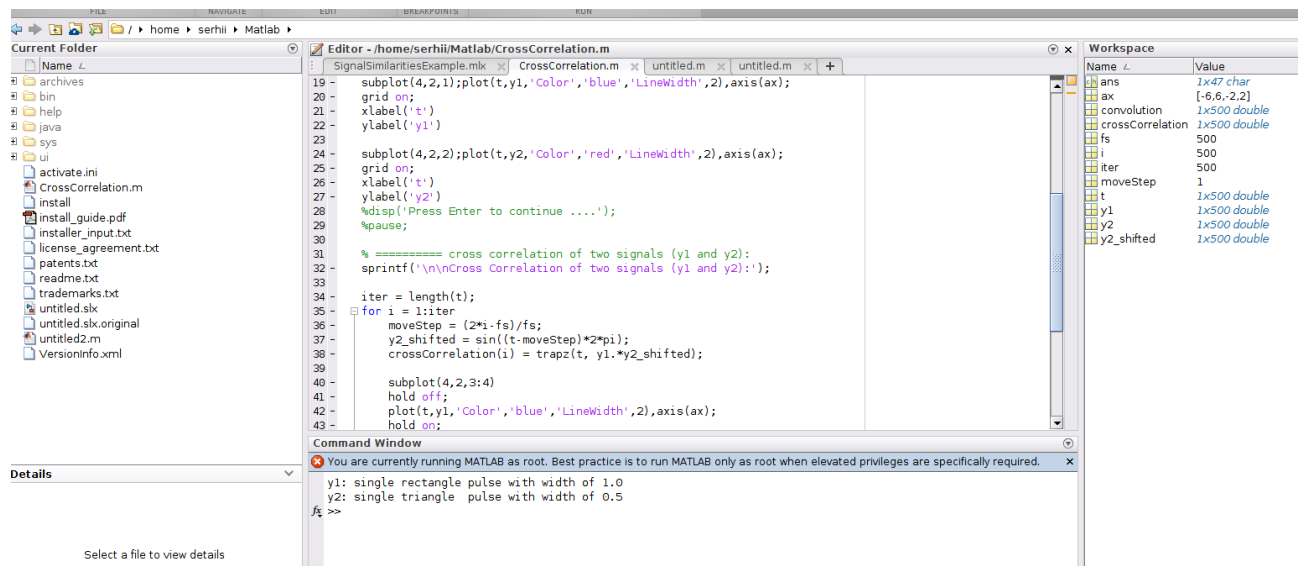 FILE NAVIGATE EDIT BREAKPOINTS RUN
/ ▸ home ▸ serhii ▸ Matlab ▸
Current Folder
Name
archives
bin
help
java
sys
ui
activate.ini
CrossCorrelation.m
install
install_guide.pdf
installer_input.txt
license_agreement.txt
patents.txt
readme.txt
trademarks.txt
untitled.slx
untitled.slx.original
untitled2.m
VersionInfo.xml
Details
Select a file to view details
Editor - /home/serhii/Matlab/CrossCorrelation.m
SignalSimilaritiesExample.mlx CrossCorrelation.m untitled.m untitled.m +
19 - subplot(4,2,1);plot(t,y1,'Color','blue','LineWidth',2),axis(ax);
20 - grid on;
21 - xlabel('t')
22 - ylabel('y1')
23
24 - subplot(4,2,2);plot(t,y2,'Color','red','LineWidth',2),axis(ax);
25 - grid on;
26 - xlabel('t')
27 - ylabel('y2')
28 %disp('Press Enter to continue ....');
29 %pause;
30
31 % ========== cross correlation of two signals (y1 and y2):
32 - sprintf('\n\nCross Correlation of two signals (y1 and y2):');
33
34 - iter = length(t);
35 - for i = 1:iter
36 - moveStep = (2*i-fs)/fs;
37 - y2_shifted = sin((t-moveStep)*2*pi);
38 - crossCorrelation(i) = trapz(t, y1.*y2_shifted);
39
40 - subplot(4,2,3:4)
41 - hold off;
42 - plot(t,y1,'Color','blue','LineWidth',2),axis(ax);
43 - hold on;
Command Window
You are currently running MATLAB as root. Best practice is to run MATLAB only as root when elevated privileges are specifically required.
y1: single rectangle pulse with width of 1.0
y2: single triangle  pulse with width of 0.5
fx >>
Workspace
Name Value
ans 1x47 char
ax [-6,6,-2,2]
convolution 1x500 double
crossCorrelation 1x500 double
fs 500
i 500
iter 500
moveStep 1
t 1x500 double
y1 1x500 double
y2 1x500 double
y2_shifted 1x500 double